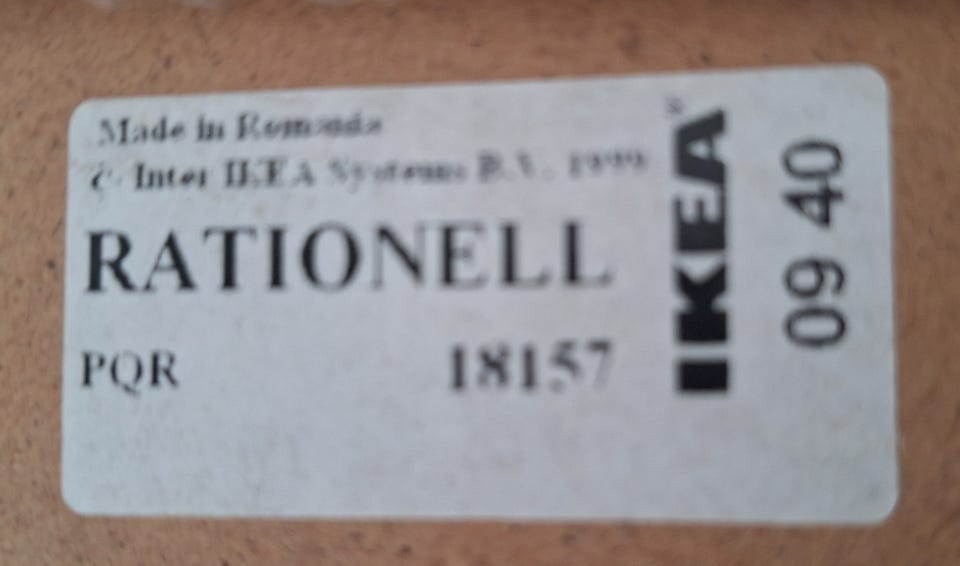 Made in Romania
© Inter IKEA Systems B.V. 1999
RATIONELL
PQR 18157
IKEA®
09 40